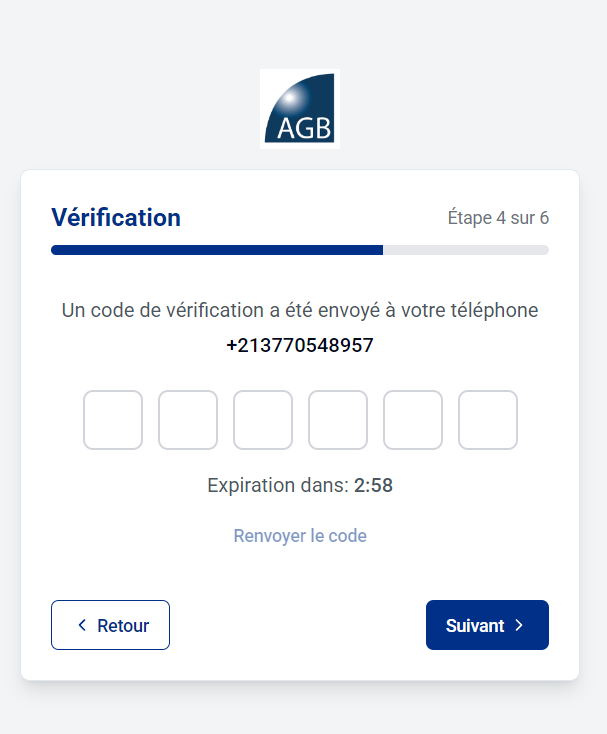 AGB
Vérification
Étape 4 sur 6
Un code de vérification a été envoyé à votre téléphone
+213770548957
Expiration dans: 2:58
Renvoyer le code
Retour
Suivant